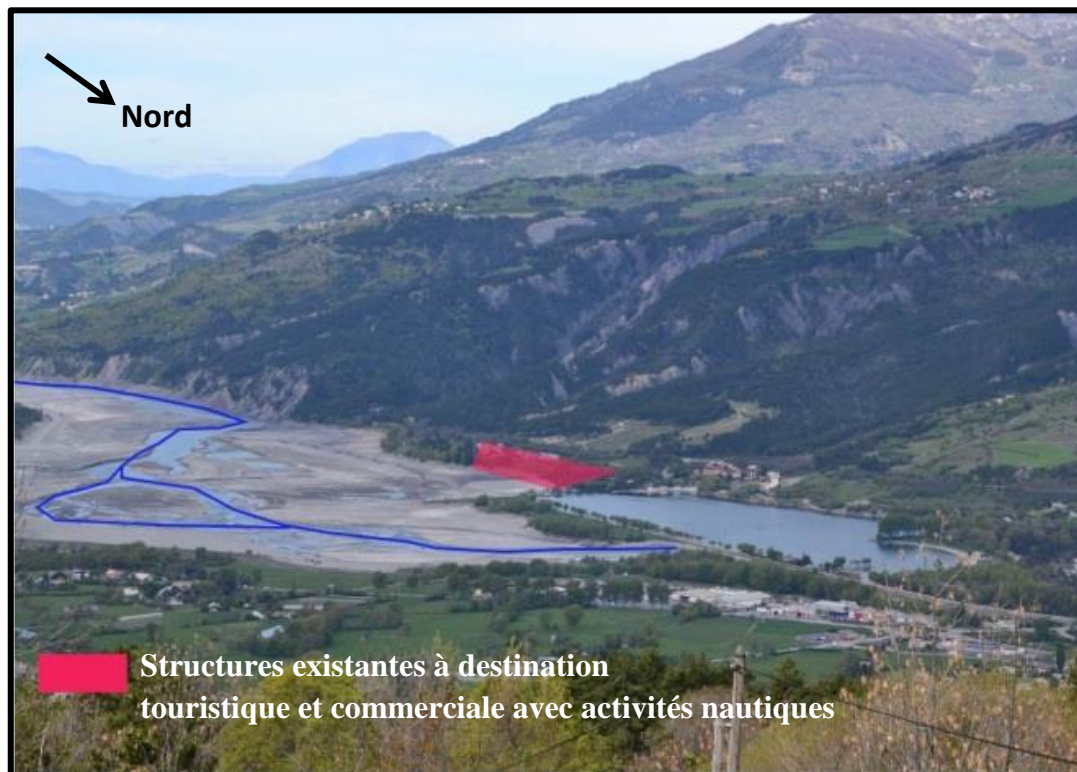 Nord
Structures existantes à destination
touristique et commerciale avec activités nautiques